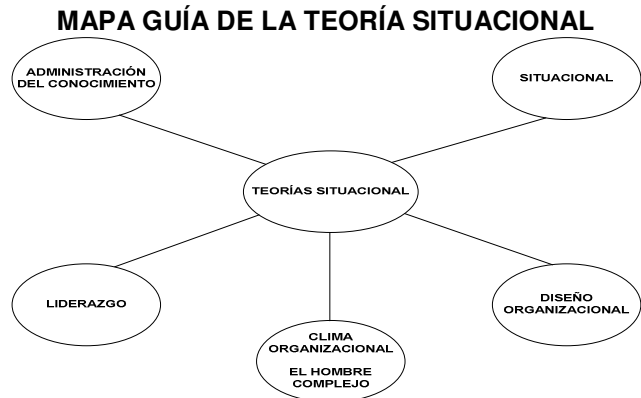 MAPA GUÍA DE LA TEORÍA SITUACIONAL
ADMINISTRACIÓN
DEL CONOCIMIENTO
SITUACIONAL
TEORÍAS SITUACIONAL
LIDERAZGO
CLIMA
ORGANIZACIONAL
EL HOMBRE
COMPLEJO
DISEÑO
ORGANIZACIONAL